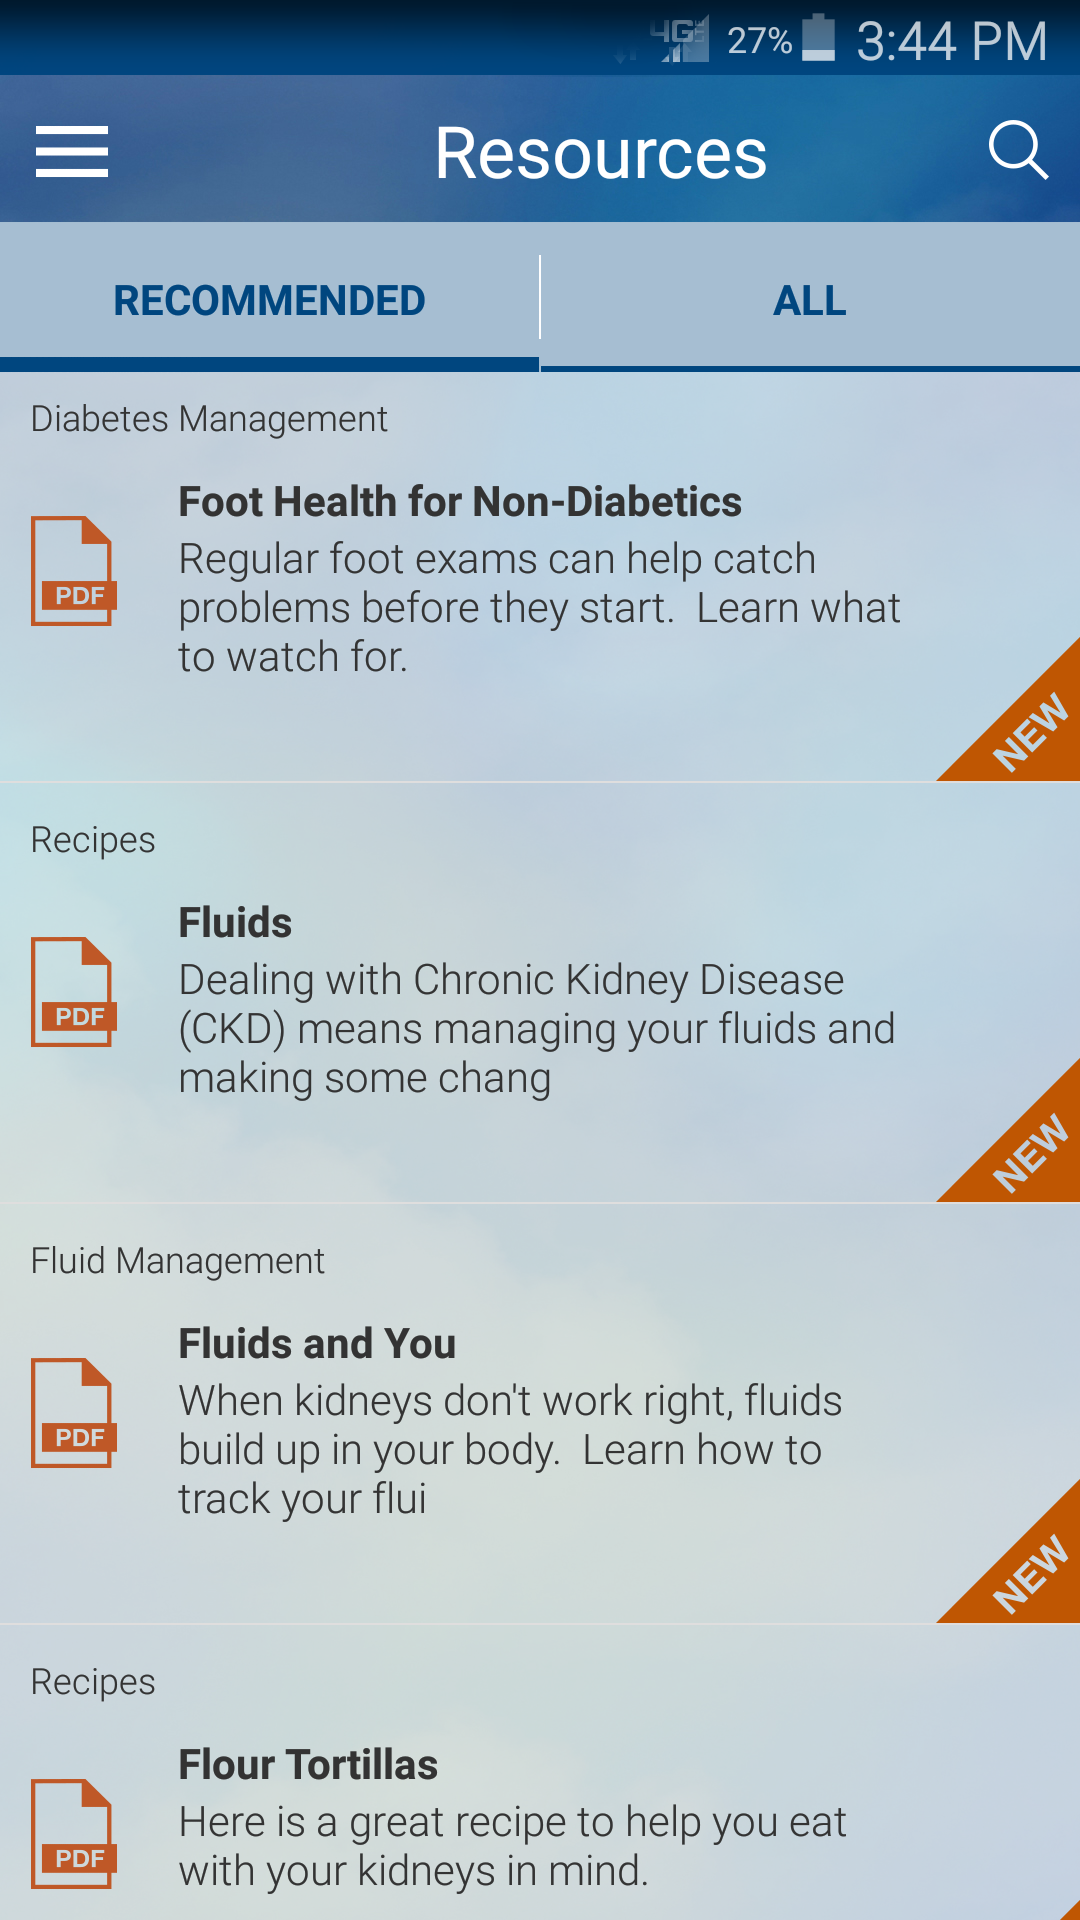 4G LTE 27% 3:44 PM
Resources
RECOMMENDED ALL
Diabetes Management
Foot Health for Non-Diabetics
PDF
Regular foot exams can help catch
problems before they start.  Learn what
to watch for.
NEW
Recipes
Fluids
PDF
Dealing with Chronic Kidney Disease
(CKD) means managing your fluids and
making some chang
NEW
Fluid Management
Fluids and You
PDF
When kidneys don't work right, fluids
build up in your body.  Learn how to
track your flui
NEW
Recipes
Flour Tortillas
PDF
Here is a great recipe to help you eat
with your kidneys in mind.